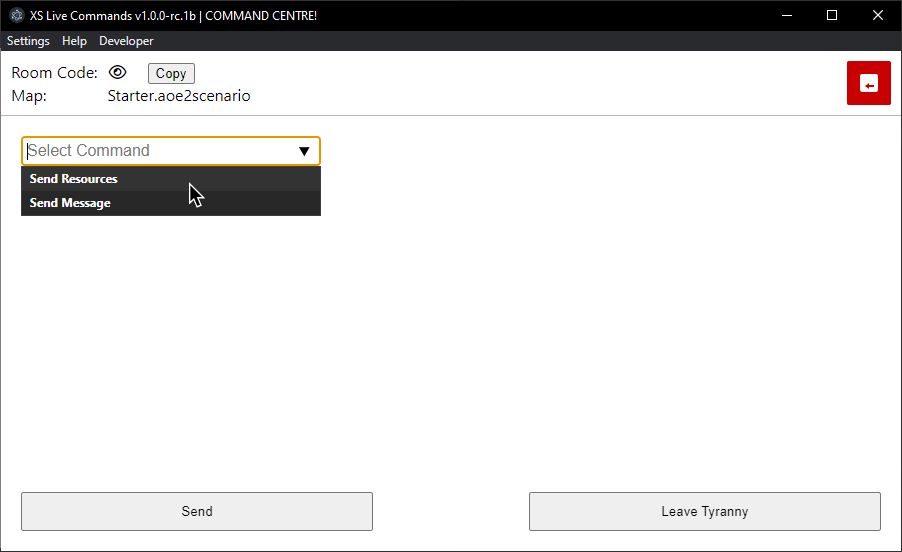 XS Live Commands v1.0.0-rc.1b | COMMAND CENTRE!
Settings Help Developer
Room Code: Copy
Map: Starter.aoe2scenario
Select Command
Send Resources
Send Message
Send Leave Tyranny